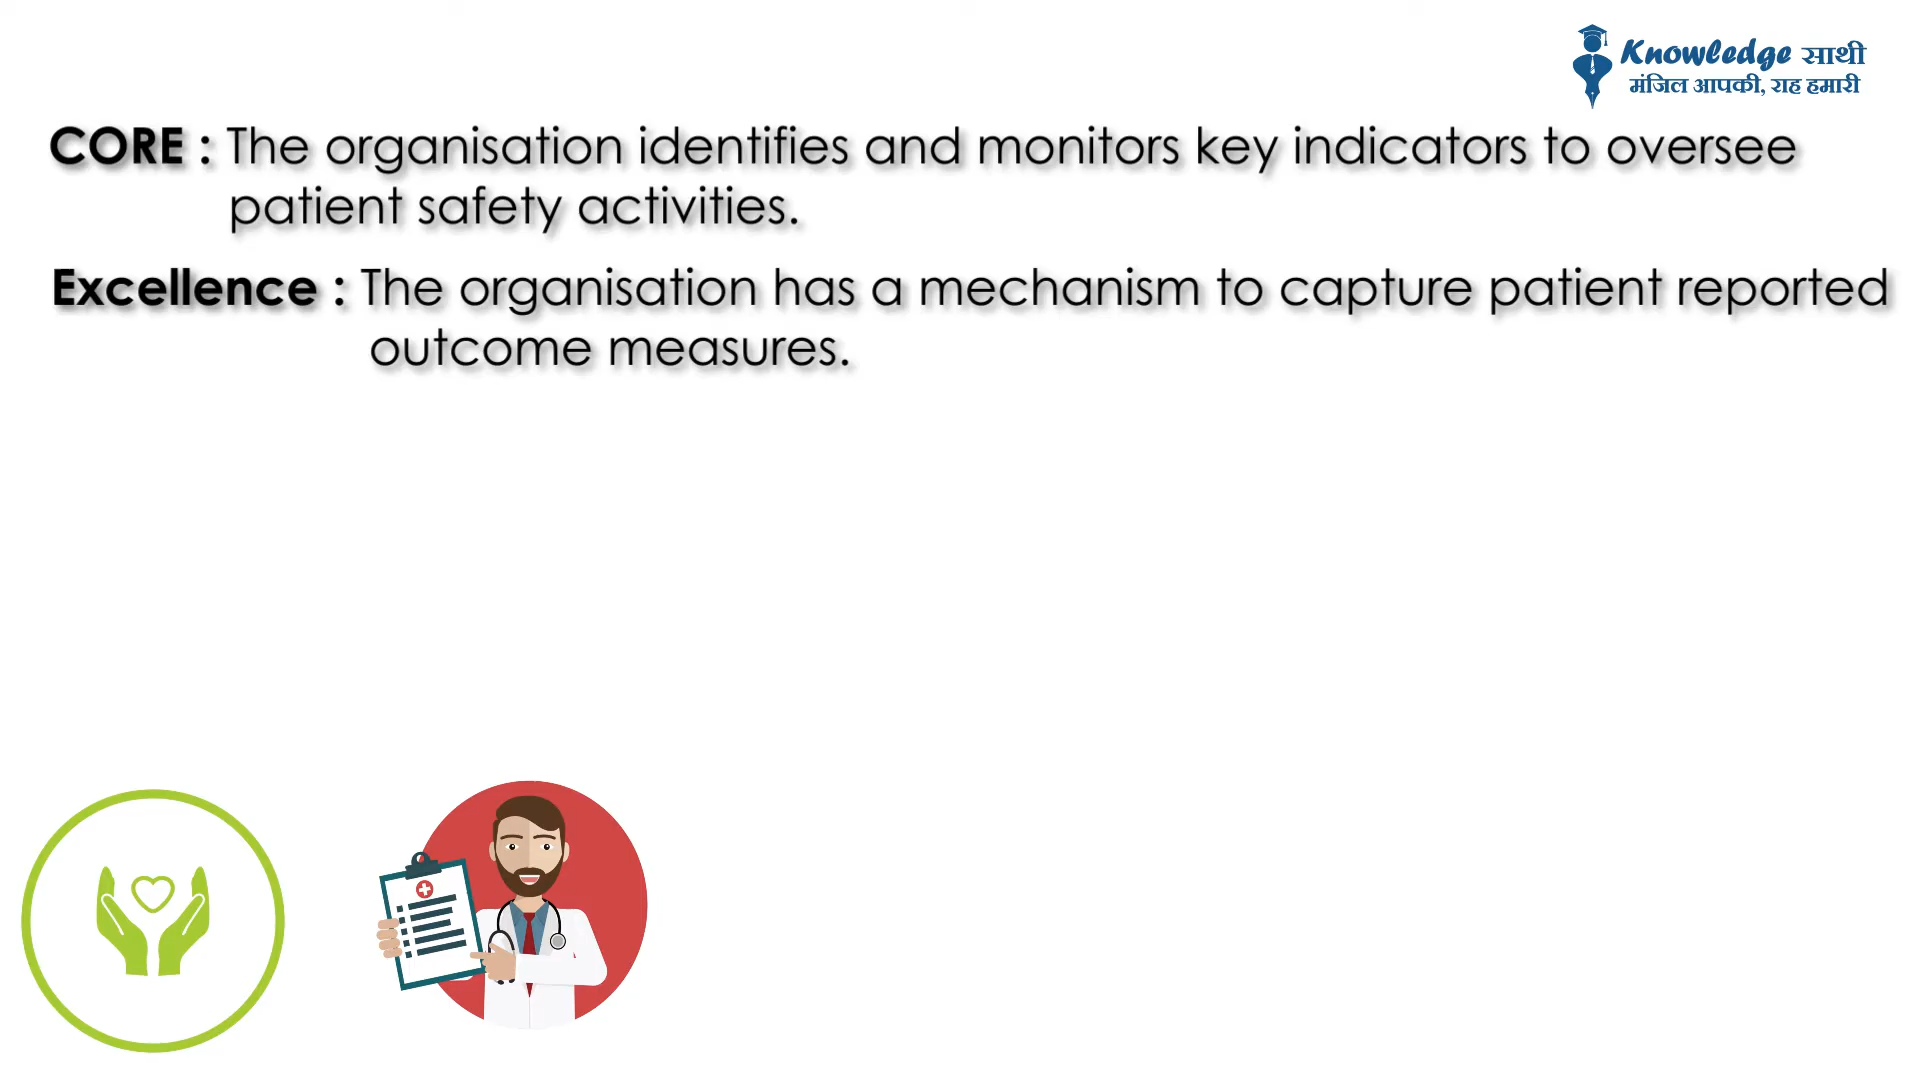 Knowledge साथी
मंजिल आपकी, राह हमारी
CORE : The organisation identifies and monitors key indicators to oversee
patient safety activities.
Excellence : The organisation has a mechanism to capture patient reported
outcome measures.